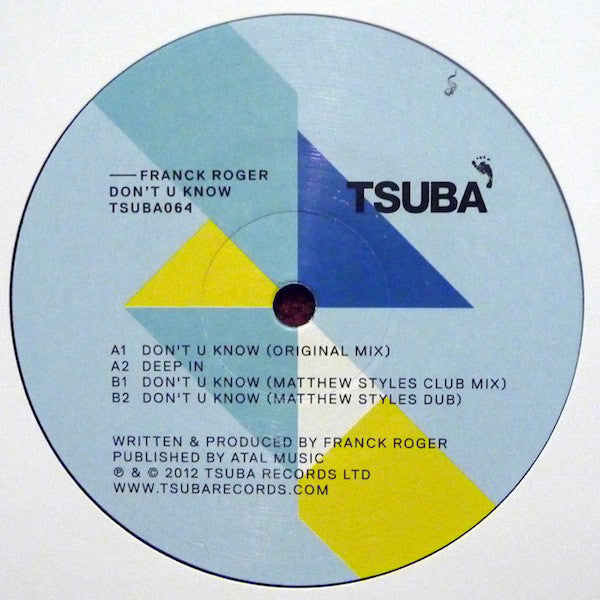 —FRANCK ROGER
DON'T U KNOW
TSUBA064
TSUBA
A1 DON'T U KNOW (ORIGINAL MIX)
A2 DEEP IN
B1 DON'T U KNOW (MATTHEW STYLES CLUB MIX)
B2 DON'T U KNOW (MATTHEW STYLES DUB)
WRITTEN & PRODUCED BY FRANCK ROGER
PUBLISHED BY ATAL MUSIC
℗ & © 2012 TSUBA RECORDS LTD
WWW.TSUBARECORDS.COM